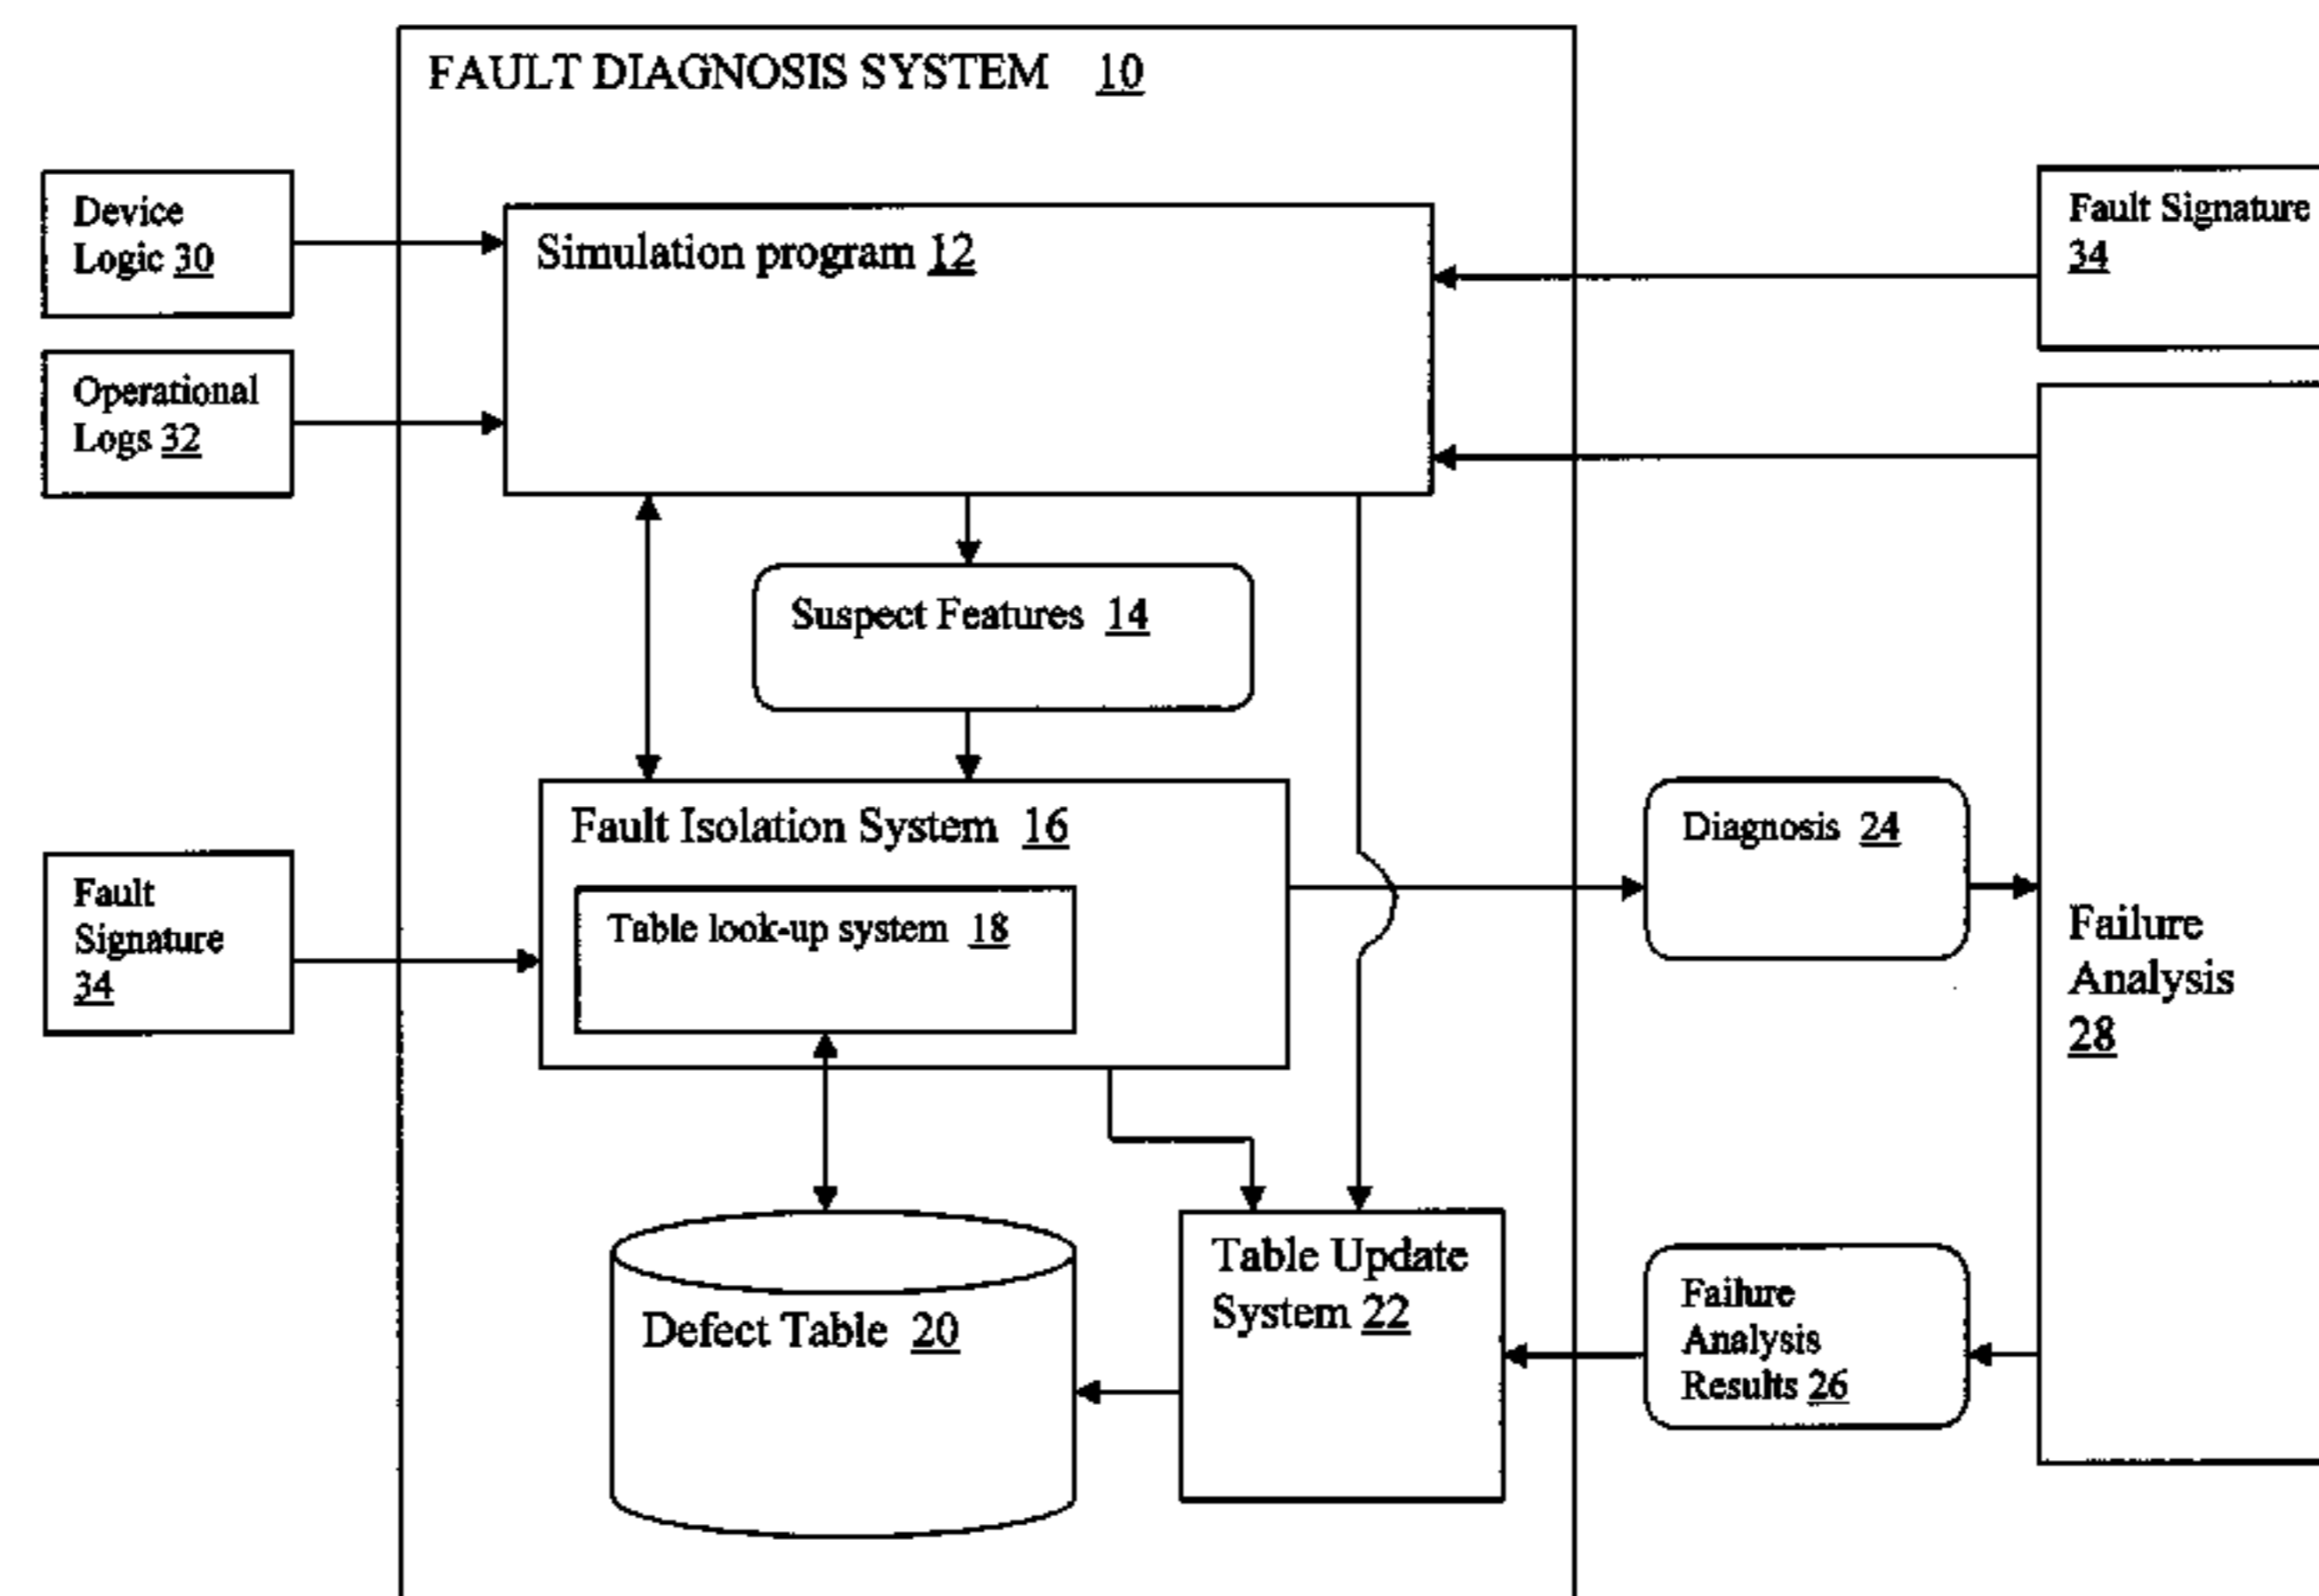 FAULT DIAGNOSIS SYSTEM 10
Device
Logic 30
Simulation program 12
Fault Signature
34
Operational
Logs 32
Suspect Features 14
Fault Isolation System 16
Diagnosis 24
Fault
Signature
34
Table look-up system 18
Failure
Analysis
28
Table Update
System 22
Defect Table 20
Failure
Analysis
Results 26